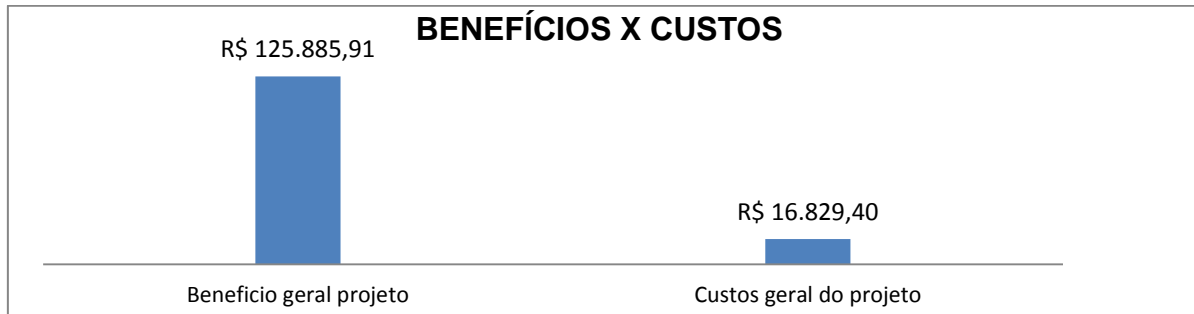 BENEFÍCIOS X CUSTOS
R$ 125.885,91
R$ 16.829,40
Beneficio geral projeto
Custos geral do projeto